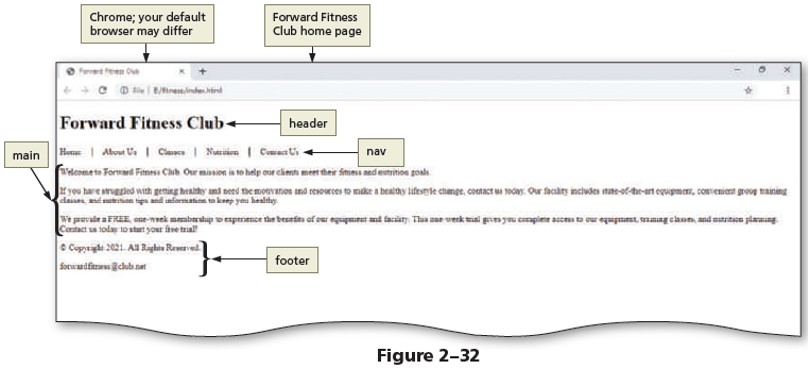 Chrome; your default
browser may differ
Forward Fitness
Club home page
Forward Fitness Club
File | E:/fitness/index.html
Forward Fitness Club
header
Home | About Us | Classes | Nutrition | Contact Us
nav
main
Welcome to Forward Fitness Club. Our mission is to help our clients meet their fitness and nutrition goals.
If you have struggled with getting healthy and need the motivation and resources to make a healthy lifestyle change, contact us today. Our facility includes state-of-the-art equipment, convenient group training
classes, and nutrition tips and information to keep you healthy.
We provide a FREE, one-week membership to experience the benefits of our equipment and facility. This one-week trial gives you complete access to our equipment, training classes, and nutrition planning.
Contact us today to start your free trial!
© Copyright 2021. All Rights Reserved.
forwardfitness@club.net
footer
Figure 2–32